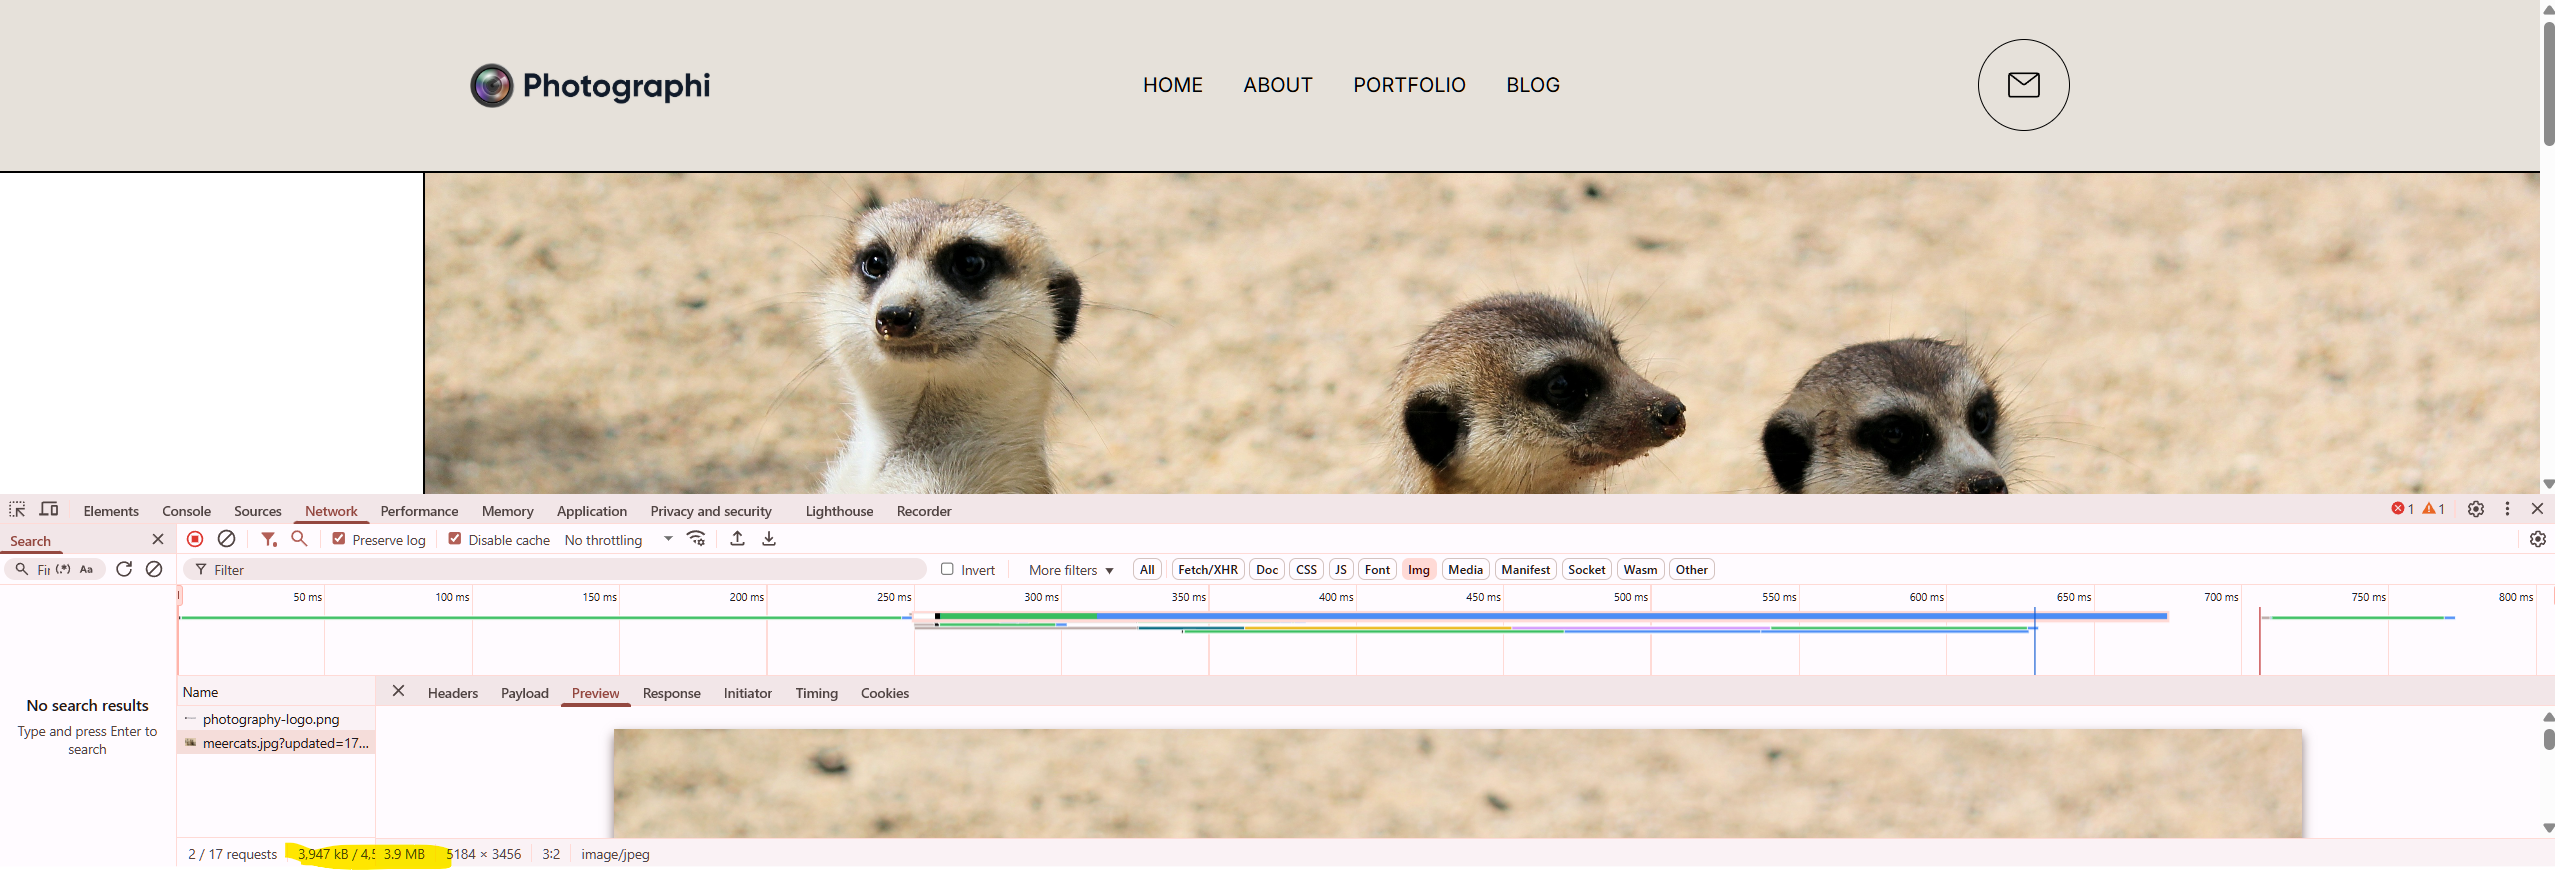 Photographi HOME ABOUT PORTFOLIO BLOG
Elements Console Sources Network Performance Memory Application Privacy and security Lighthouse Recorder 1 1
Search
Preserve log Disable cache No throttling
Fir (.*) Aa
Filter Invert More filters All Fetch/XHR Doc CSS JS Font Img Media Manifest Socket Wasm Other
50 ms 100 ms 150 ms 200 ms 250 ms 300 ms 350 ms 400 ms 450 ms 500 ms 550 ms 600 ms 650 ms 700 ms 750 ms 800 ms
No search results
Type and press Enter to
search
Name
Headers Payload Preview Response Initiator Timing Cookies
photography-logo.png
meercats.jpg?updated=17...
2 / 17 requests 3,947 kB / 4,5 3.9 MB 5184 × 3456 3:2 image/jpeg